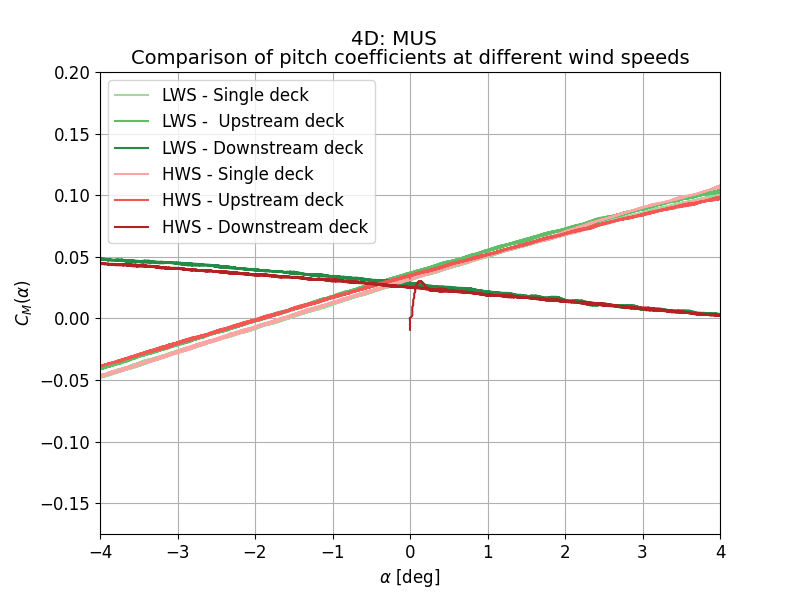 4D: MUS
Comparison of pitch coefficients at different wind speeds
LWS - Single deck
LWS -  Upstream deck
LWS - Downstream deck
HWS - Single deck
HWS - Upstream deck
HWS - Downstream deck
0.20
0.15
0.10
0.05
0.00
−0.05
−0.10
−0.15
C_M(α)
−4
−3
−2
−1
0
1
2
3
4
α [deg]